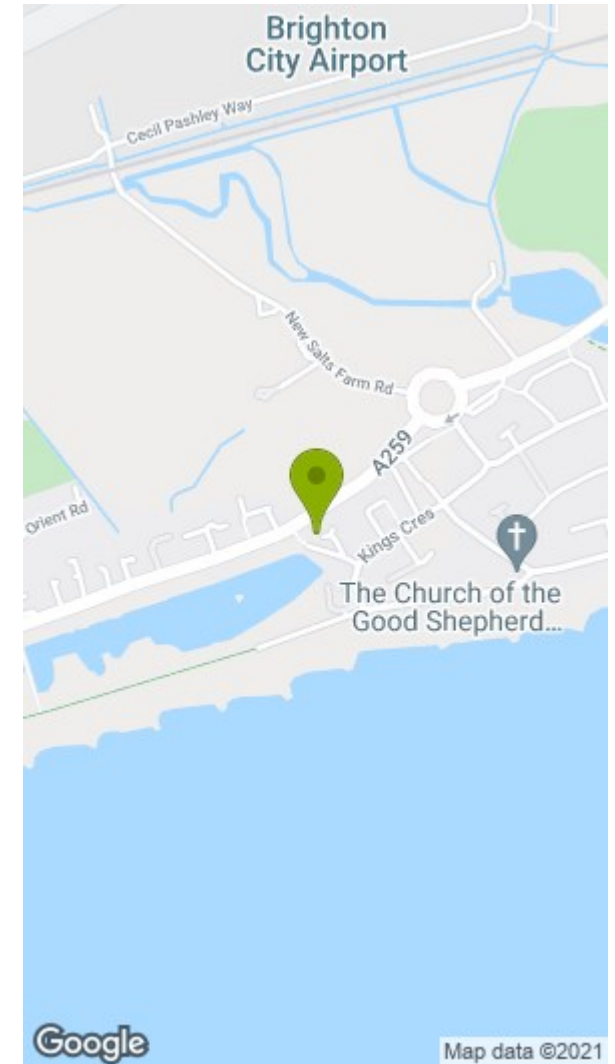 Brighton
City Airport
Cecil Pashley Way
New Salts Farm Rd
A259
Orient Rd
Kings Cres
The Church of the
Good Shepherd...
Google
Map data ©2021